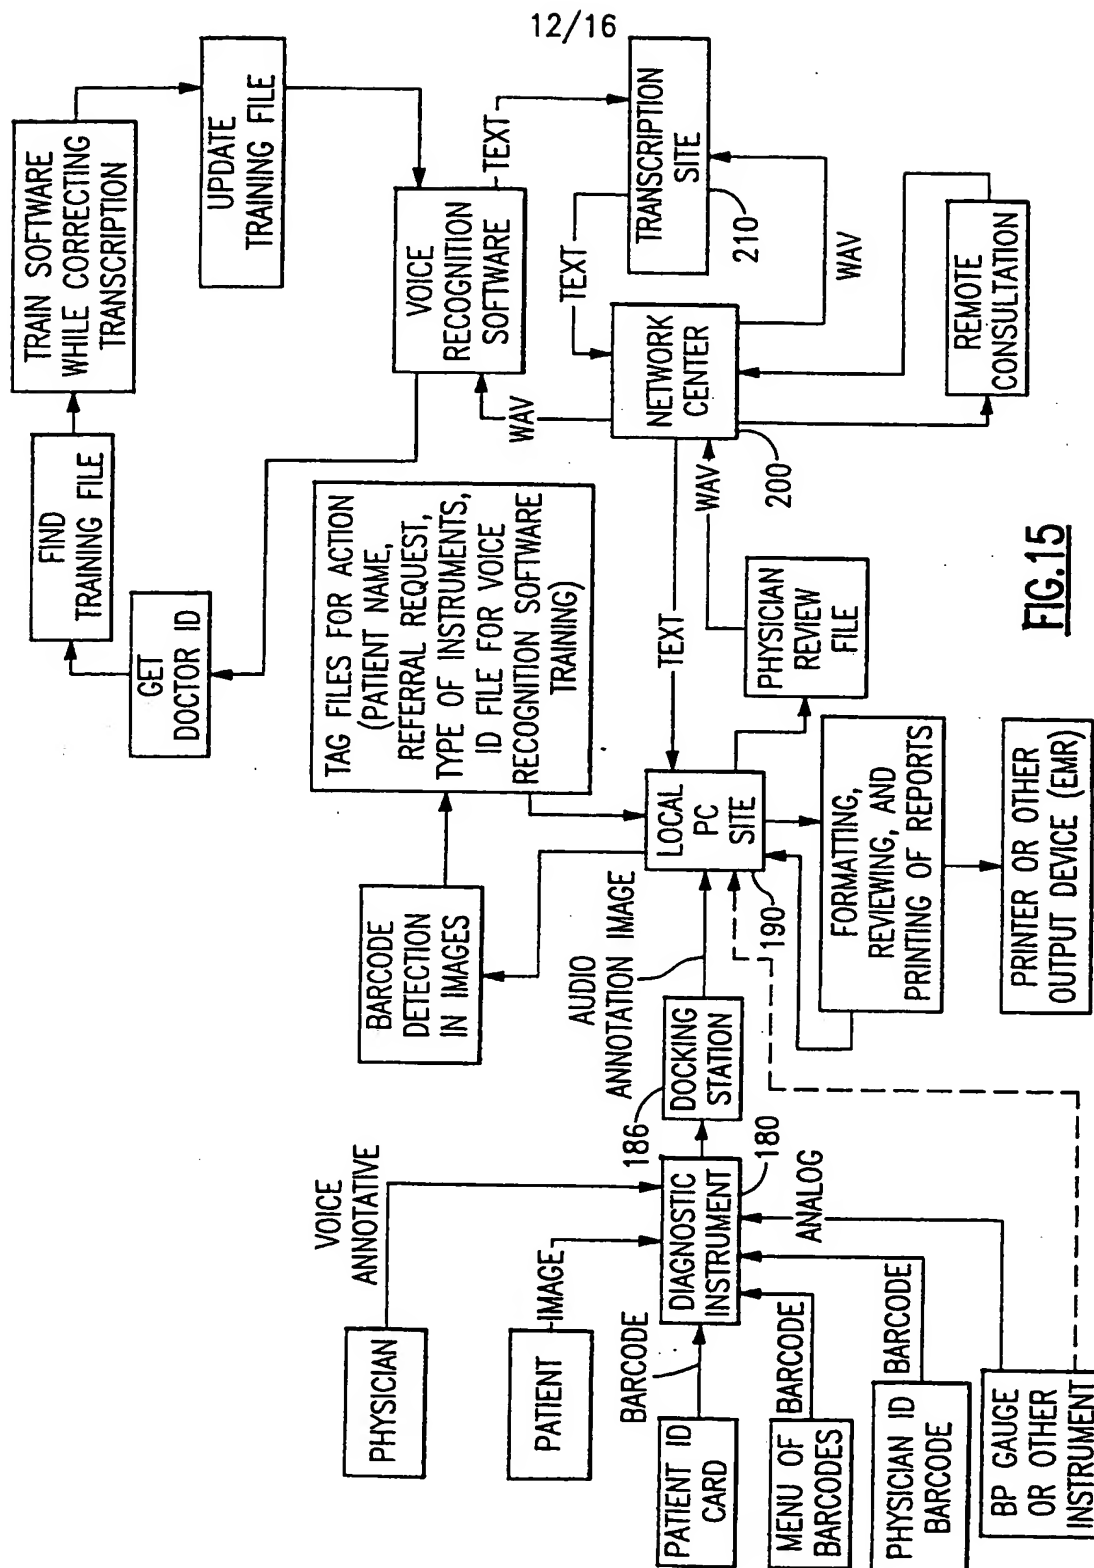 12/16
TRAIN SOFTWARE
WHILE CORRECTING
TRANSCRIPTION
UPDATE
TRAINING FILE
FIND
TRAINING FILE
GET
DOCTOR ID
VOICE
RECOGNITION
SOFTWARE
TEXT
TRANSCRIPTION
SITE
210
TEXT
WAV
NETWORK
CENTER
200
WAV
WAV
REMOTE
CONSULTATION
TAG FILES FOR ACTION
(PATIENT NAME,
REFERRAL REQUEST,
TYPE OF INSTRUMENTS,
ID FILE FOR VOICE
RECOGNITION SOFTWARE
TRAINING)
TEXT
PHYSICIAN
REVIEW
FILE
BARCODE
DETECTION
IN IMAGES
LOCAL
PC
SITE
190
AUDIO
ANNOTATION IMAGE
FORMATTING,
REVIEWING, AND
PRINTING OF REPORTS
PRINTER OR OTHER
OUTPUT DEVICE (EMR)
DOCKING
STATION
186
VOICE
ANNOTATIVE
PHYSICIAN
IMAGE
PATIENT
DIAGNOSTIC
INSTRUMENT
180
ANALOG
BARCODE
PATIENT ID
CARD
BARCODE
MENU OF
BARCODES
BARCODE
PHYSICIAN ID
BARCODE
BP GAUGE
OR OTHER
INSTRUMENT
FIG.15